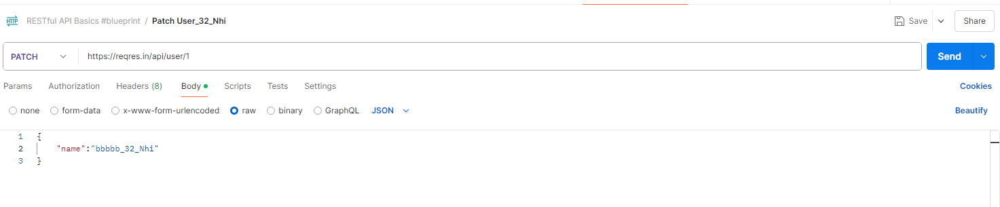 HTTP RESTful API Basics #blueprint / Patch User_32_Nhi Save Share
PATCH https://reqres.in/api/user/1 Send
Params Authorization Headers (8) Body Scripts Tests Settings Cookies
none form-data x-www-form-urlencoded raw binary GraphQL JSON Beautify
1 {
2 "name":"bbbbb_32_Nhi"
3 }